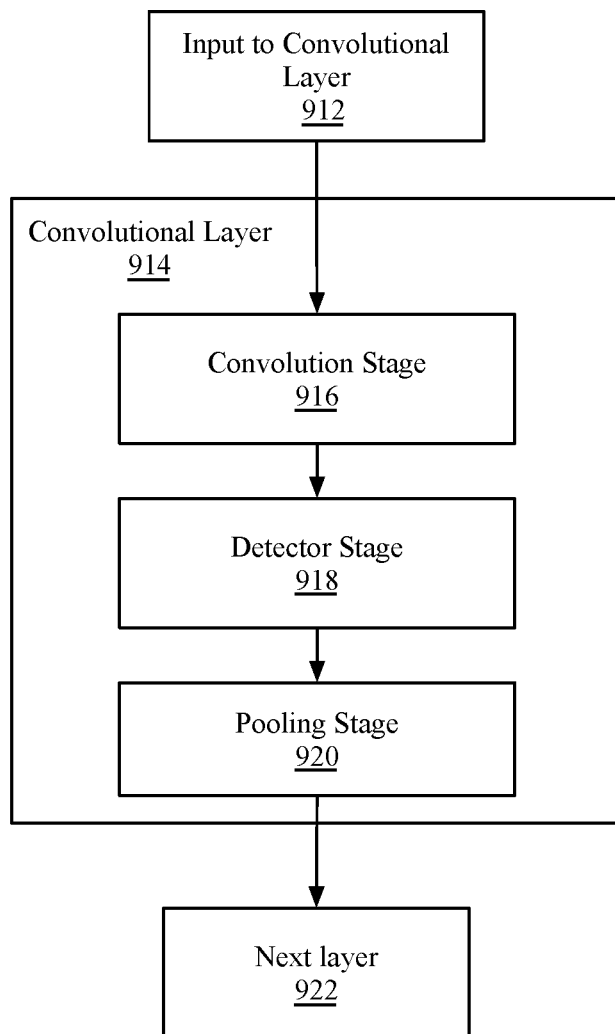 Input to Convolutional
Layer
912
Convolutional Layer
914
Convolution Stage
916
Detector Stage
918
Pooling Stage
920
Next layer
922